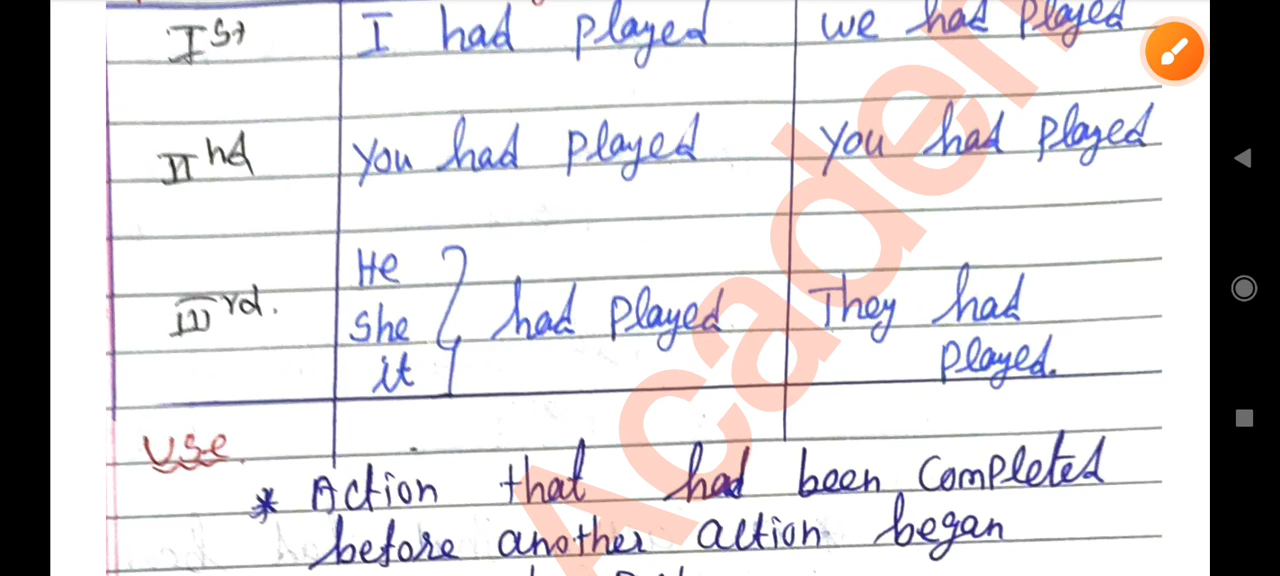 Ist I had played we had played
IInd You had played You had played
He
IIIrd. She had played They had
it played.
Use
* Action that had been completed
before another action began
Academ